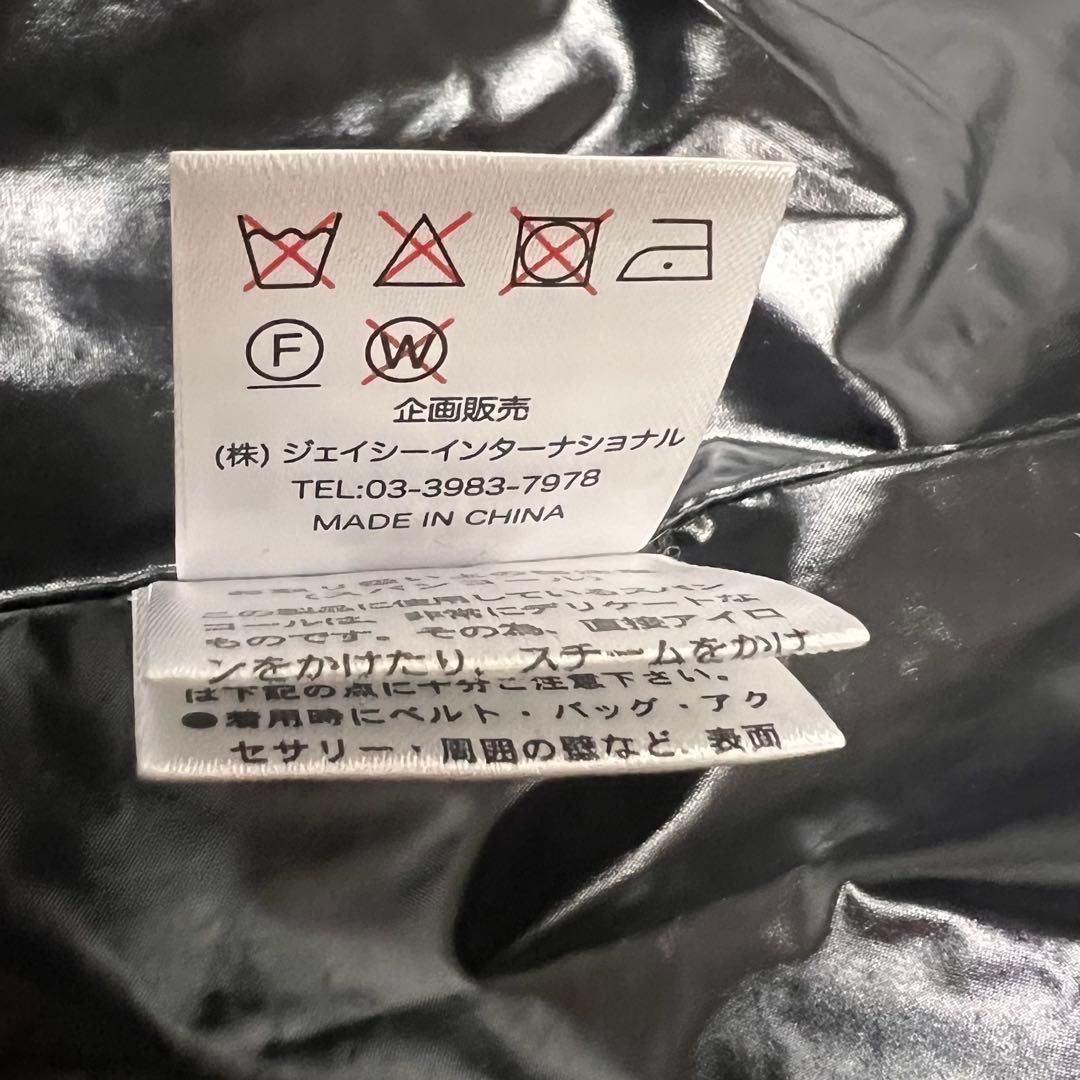 F W
企画販売
(株) ジェイシーインターナショナル
TEL:03-3983-7978
MADE IN CHINA
(スパンコール)
この製品に使用しているスパン
コールは、非常にデリケートな
ものです。その為、直接アイロ
ンをかけたり、スチームをかけ
は下記の点に十分ご注意下さい。
●着用時にベルト・バッグ・アク
セサリー・周囲の壁など、表面